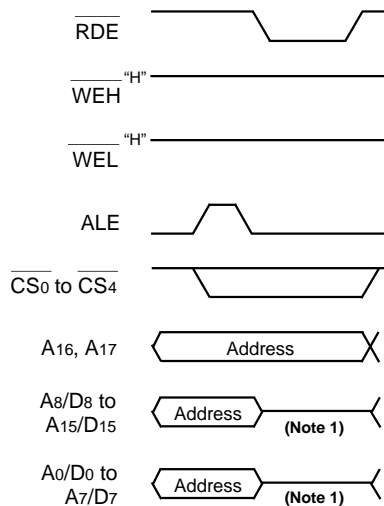 RDE
WEH "H"
WEL "H"
ALE
CS0 to CS4
A16, A17 Address
A8/D8 to
A15/D15 Address (Note 1)
A0/D0 to
A7/D7 Address (Note 1)